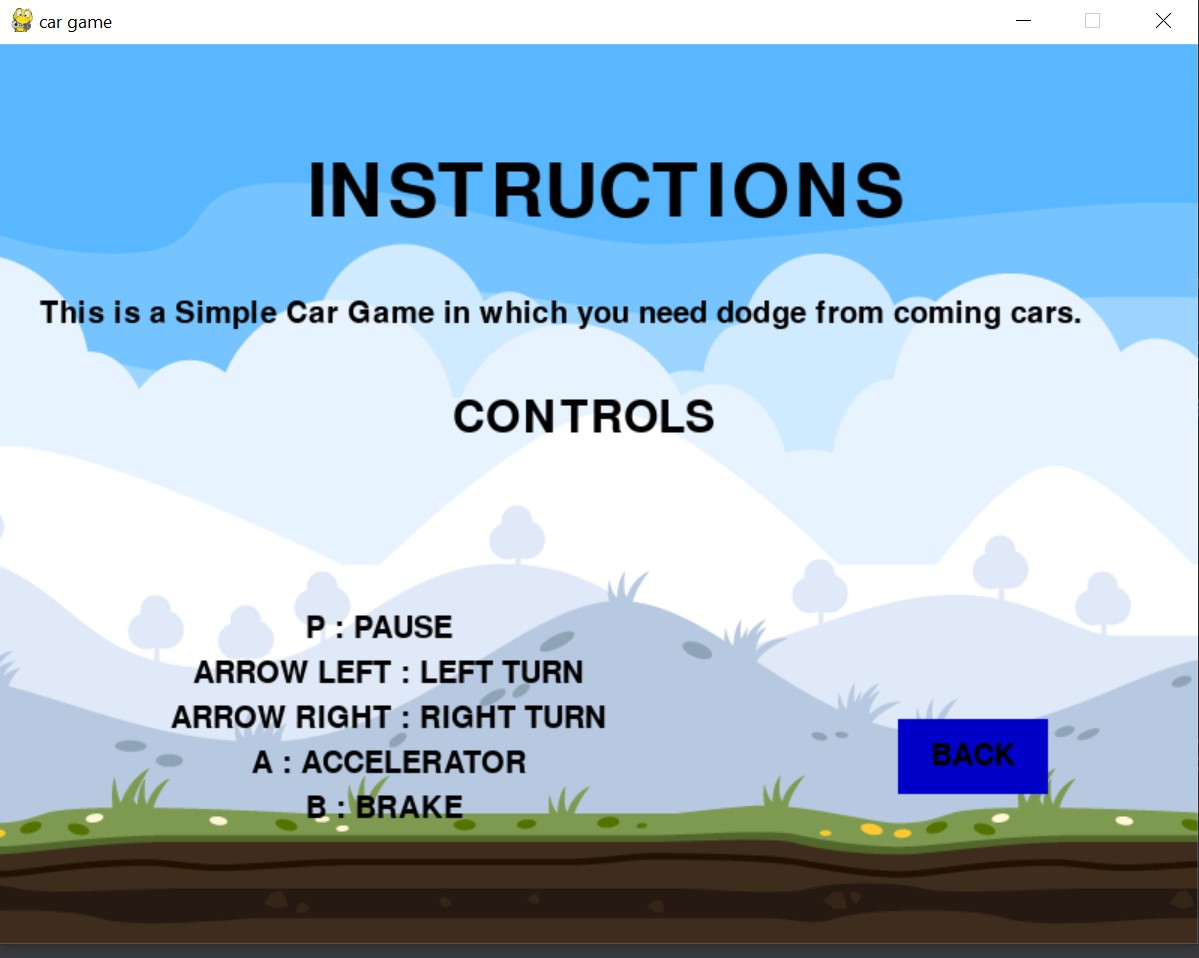 car game
INSTRUCTIONS
This is a Simple Car Game in which you need dodge from coming cars.
CONTROLS
P : PAUSE
ARROW LEFT : LEFT TURN
ARROW RIGHT : RIGHT TURN
A : ACCELERATOR
B : BRAKE
BACK